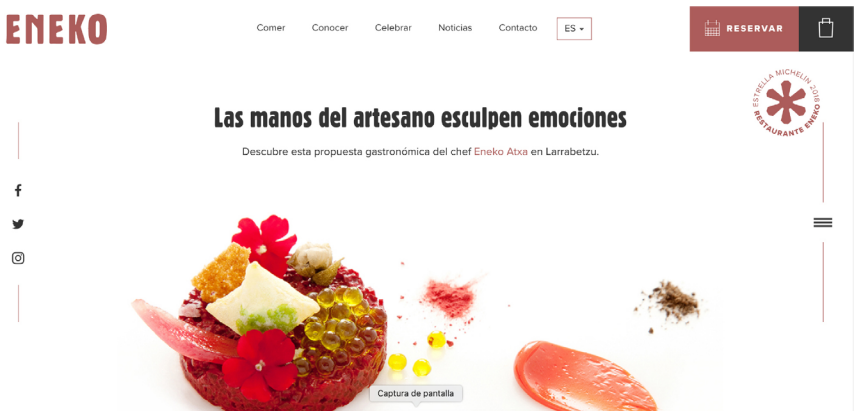 ENEKO
Comer
Conocer
Celebrar
Noticias
Contacto
ES
RESERVAR
ESTRELLA MICHELIN 2018
RESTAURANTE ENEKO
Las manos del artesano esculpen emociones
Descubre esta propuesta gastronómica del chef Eneko Atxa en Larrabetzu.
Captura de pantalla